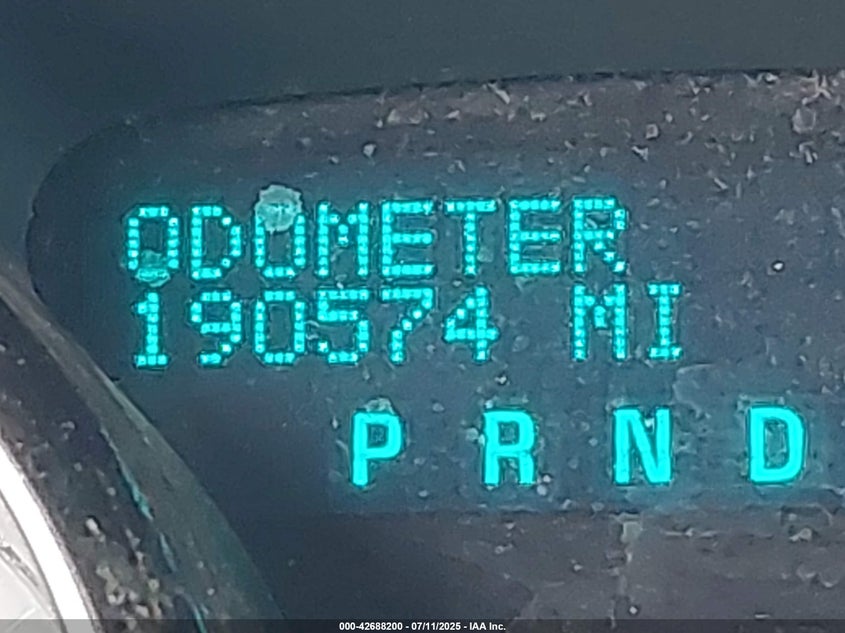 ODOMETER
190574 MI
P R N D
000-42688200 - 07/11/2025 - IAA Inc.